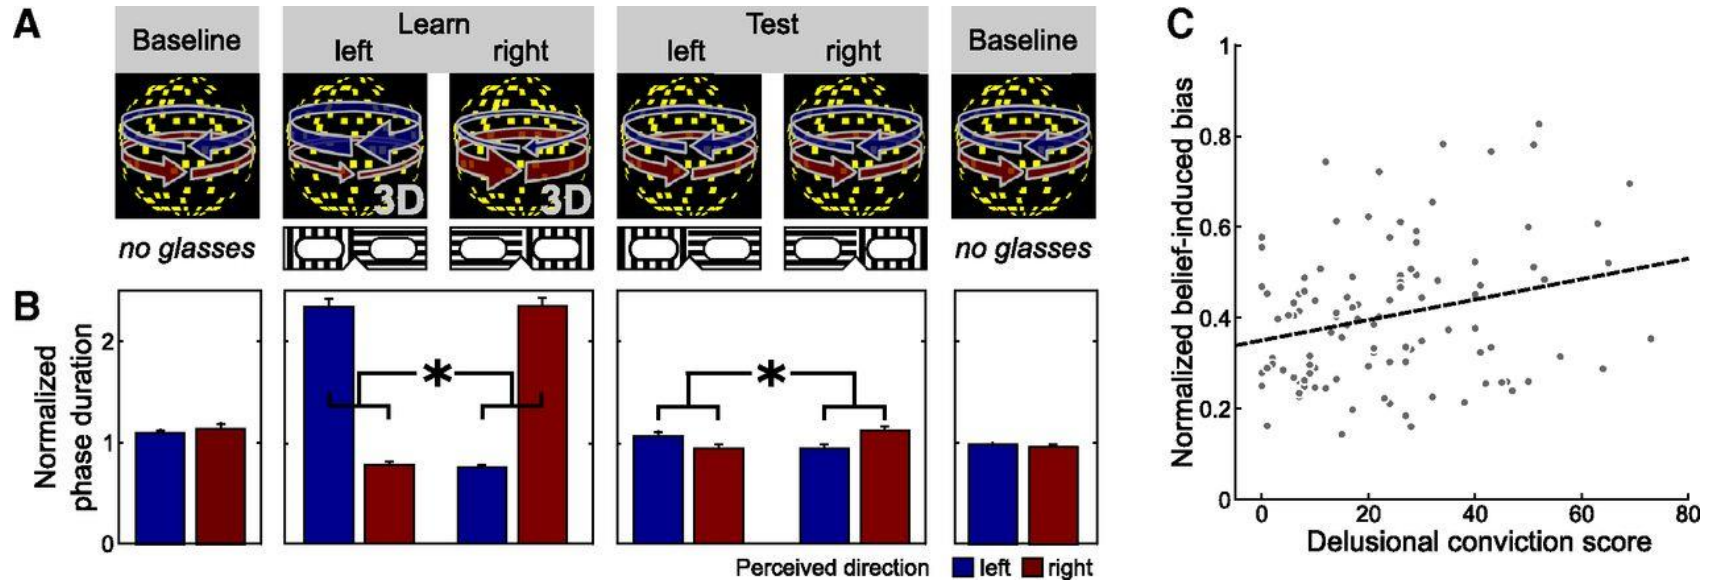 A
Baseline
Learn
left
right
Test
left
right
Baseline
3D
3D
no glasses
no glasses
B
Normalized
phase duration
2
1
0
*
*
Perceived direction
left
right
C
Normalized belief-induced bias
1
0.8
0.6
0.4
0.2
0
0
20
40
60
80
Delusional conviction score